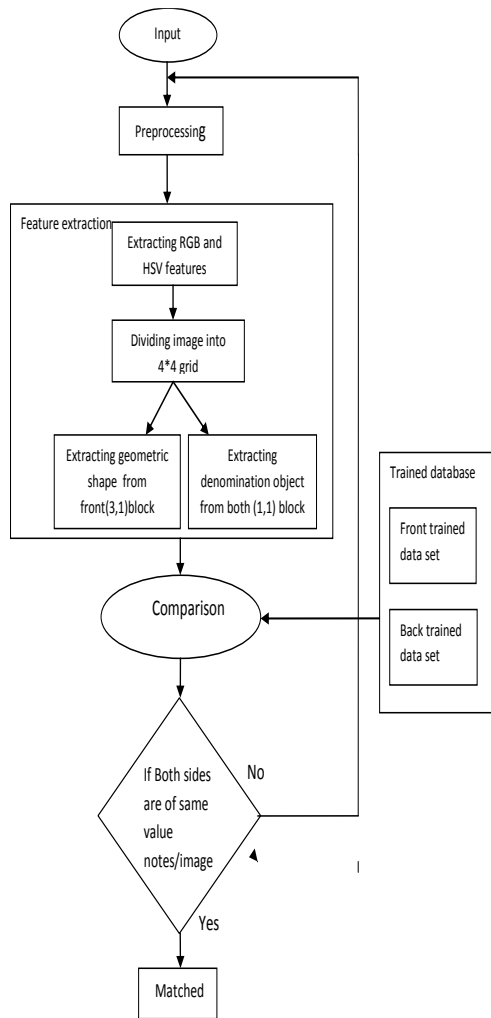 Input
Preprocessing
Feature extraction
Extracting RGB and
HSV features
Dividing image into
4*4 grid
Extracting geometric
shape from
front(3,1)block
Extracting
denomination object
from both (1,1) block
Trained database
Front trained
data set
Back trained
data set
Comparison
If Both sides
are of same
value
notes/image
No
Yes
Matched